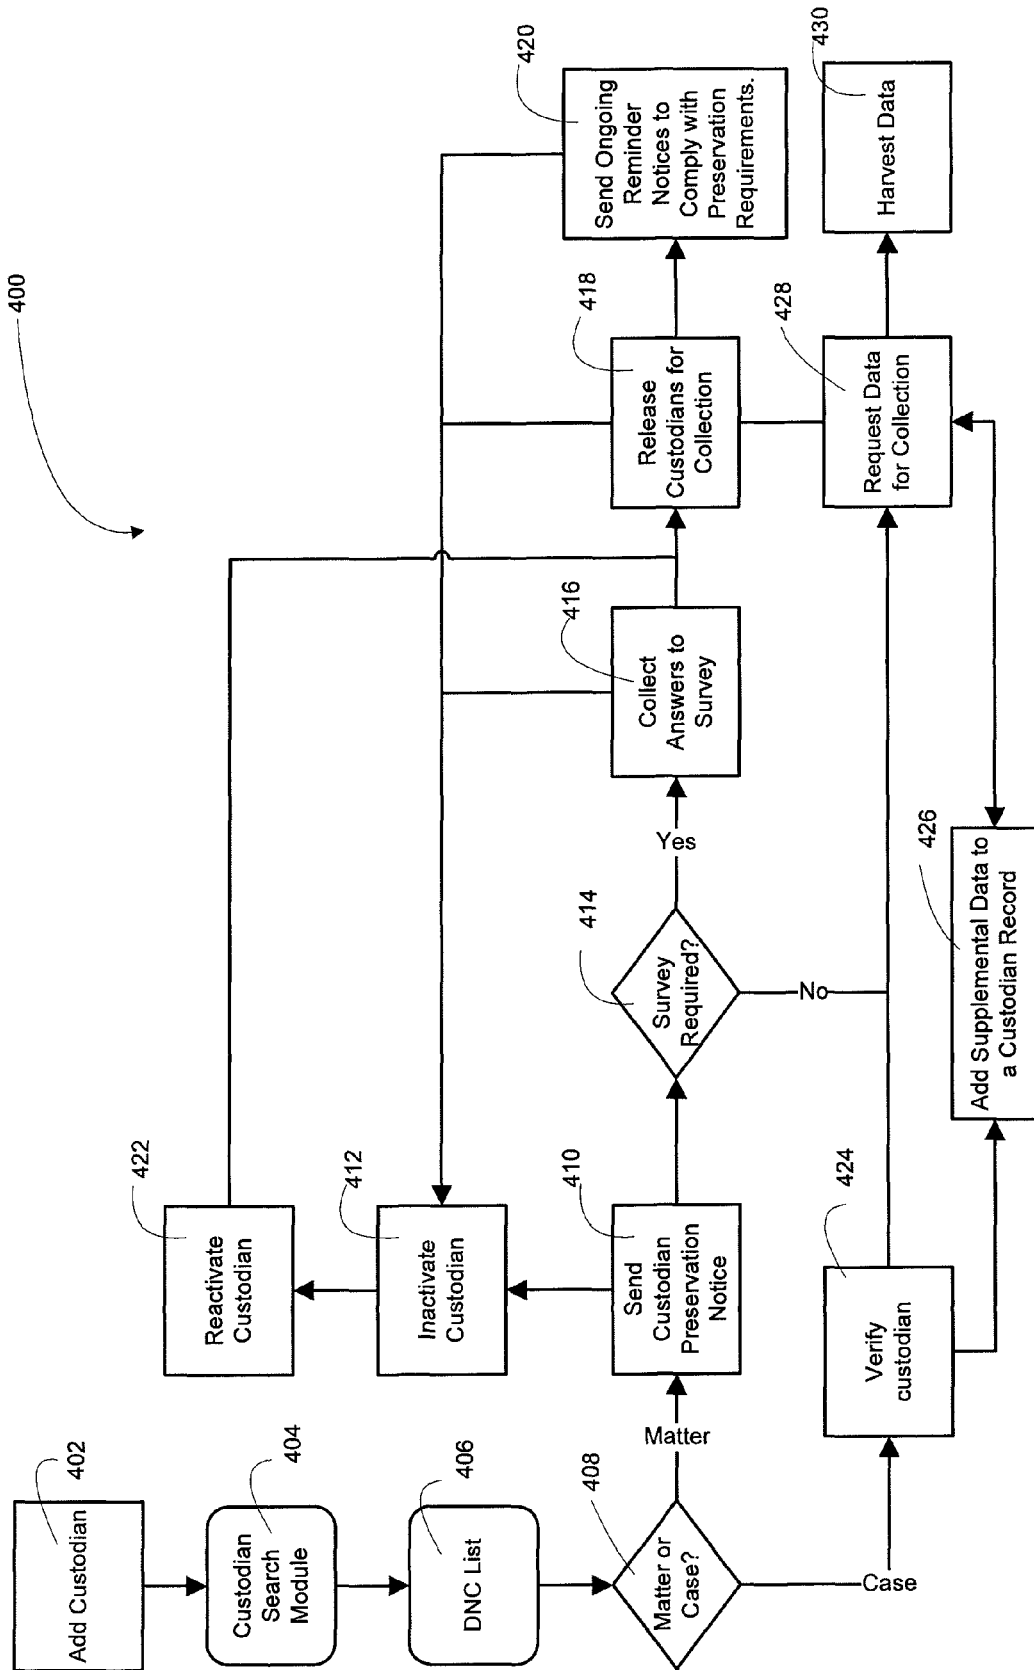 400
402
Add Custodian
404
Custodian
Search
Module
406
DNC List
408
Matter or
Case?
Matter
Case
410
Send
Custodian
Preservation
Notice
412
Inactivate
Custodian
422
Reactivate
Custodian
414
Survey
Required?
Yes
No
416
Collect
Answers to
Survey
418
Release
Custodians for
Collection
420
Send Ongoing
Reminder
Notices to
Comply with
Preservation
Requirements.
424
Verify
custodian
426
Add Supplemental Data to
a Custodian Record
428
Request Data
for Collection
430
Harvest Data